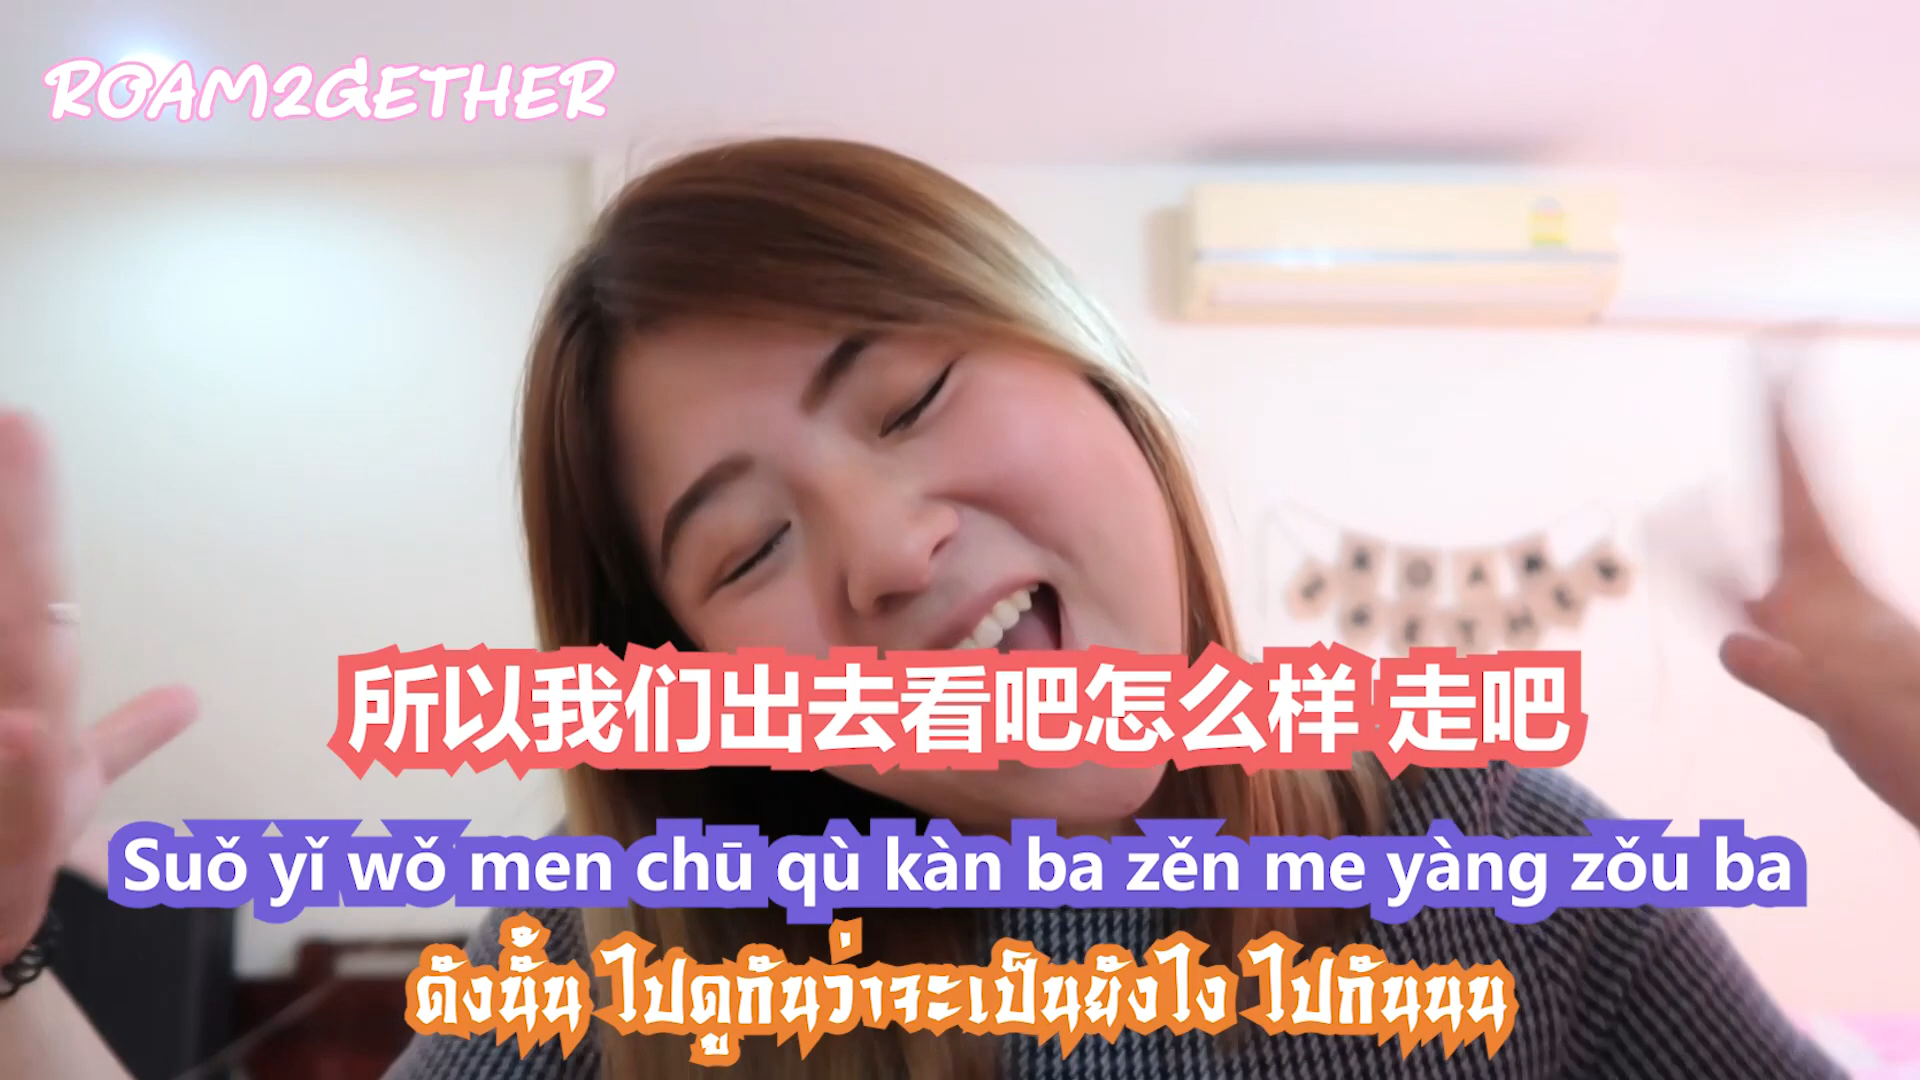 ROAM2GETHER
ROAM
2GETHER
所以我们出去看吧怎么样 走吧
Suǒ yǐ wǒ men chū qù kàn ba zěn me yàng zǒu ba
ดังนั้น ไปดูกันว่าจะเป็นยังไง ไปกันนน